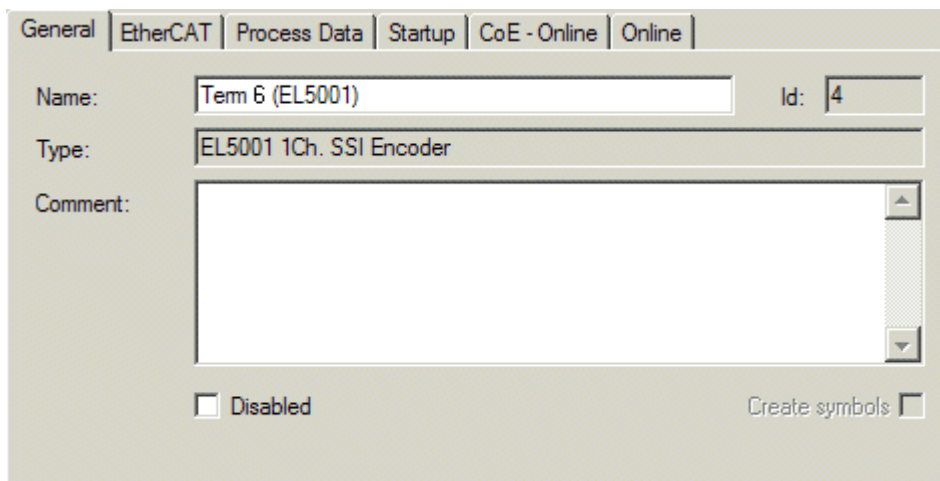 General EtherCAT Process Data Startup CoE - Online Online
Name: Term 6 (EL5001) Id: 4
Type: EL5001 1Ch. SSI Encoder
Comment:
Disabled Create symbols